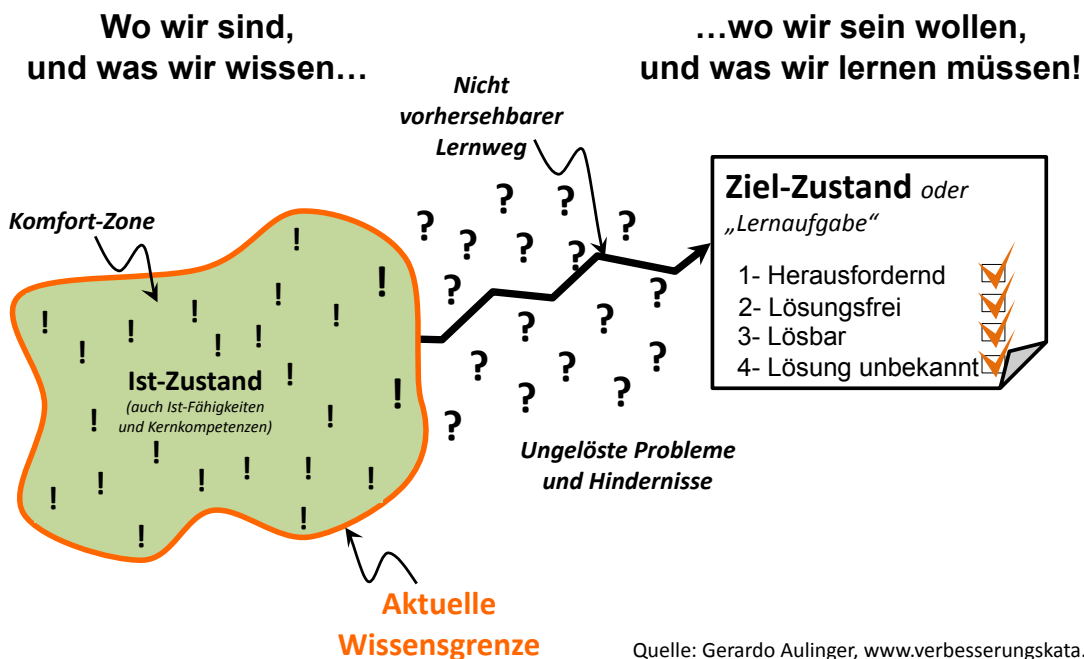 Wo wir sind,
und was wir wissen…
…wo wir sein wollen,
und was wir lernen müssen!
Nicht
vorhersehbarer
Lernweg
Komfort-Zone
Ziel-Zustand oder
„Lernaufgabe“
1- Herausfordernd
2- Lösungsfrei
3- Lösbar
4- Lösung unbekannt
Ist-Zustand
(auch Ist-Fähigkeiten
und Kernkompetenzen)
Ungelöste Probleme
und Hindernisse
Aktuelle
Wissensgrenze
Quelle: Gerardo Aulinger, www.verbesserungskata.